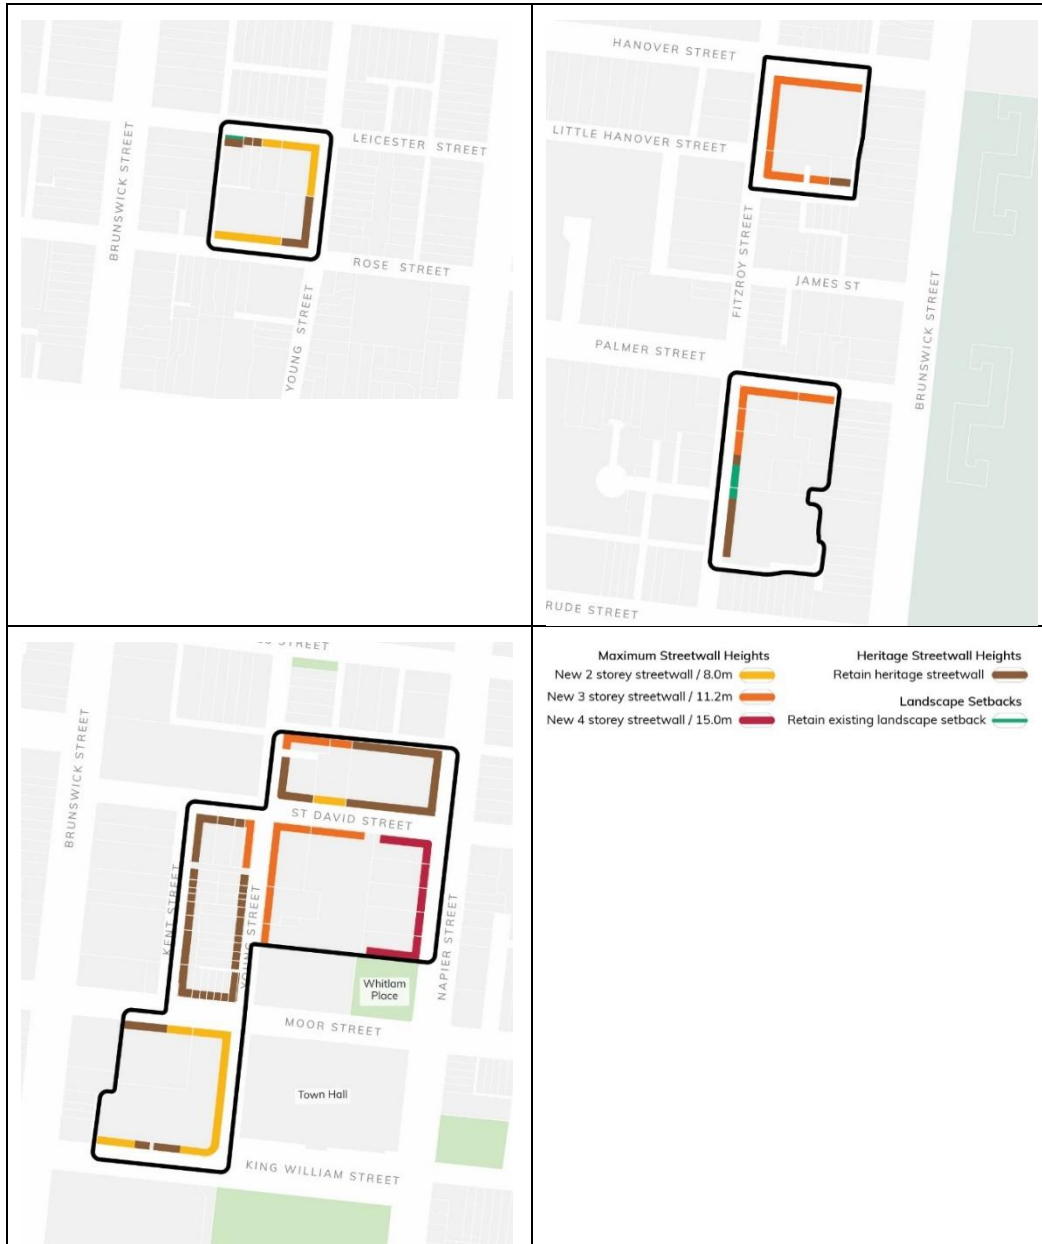 BRUNSWICK STREET
LEICESTER STREET
ROSE STREET
YOUNG STREET
HANOVER STREET
LITTLE HANOVER STREET
FITZROY STREET
JAMES ST
BRUNSWICK STREET
PALMER STREET
RUDE STREET
STREET
BRUNSWICK STREET
ST DAVID STREET
KENT STREET
YOUNG STREET
NAPIER STREET
Whitlam
Place
MOOR STREET
Town Hall
KING WILLIAM STREET
Maximum Streetwall Heights
New 2 storey streetwall / 8.0m
New 3 storey streetwall / 11.2m
New 4 storey streetwall / 15.0m
Heritage Streetwall Heights
Retain heritage streetwall
Landscape Setbacks
Retain existing landscape setback